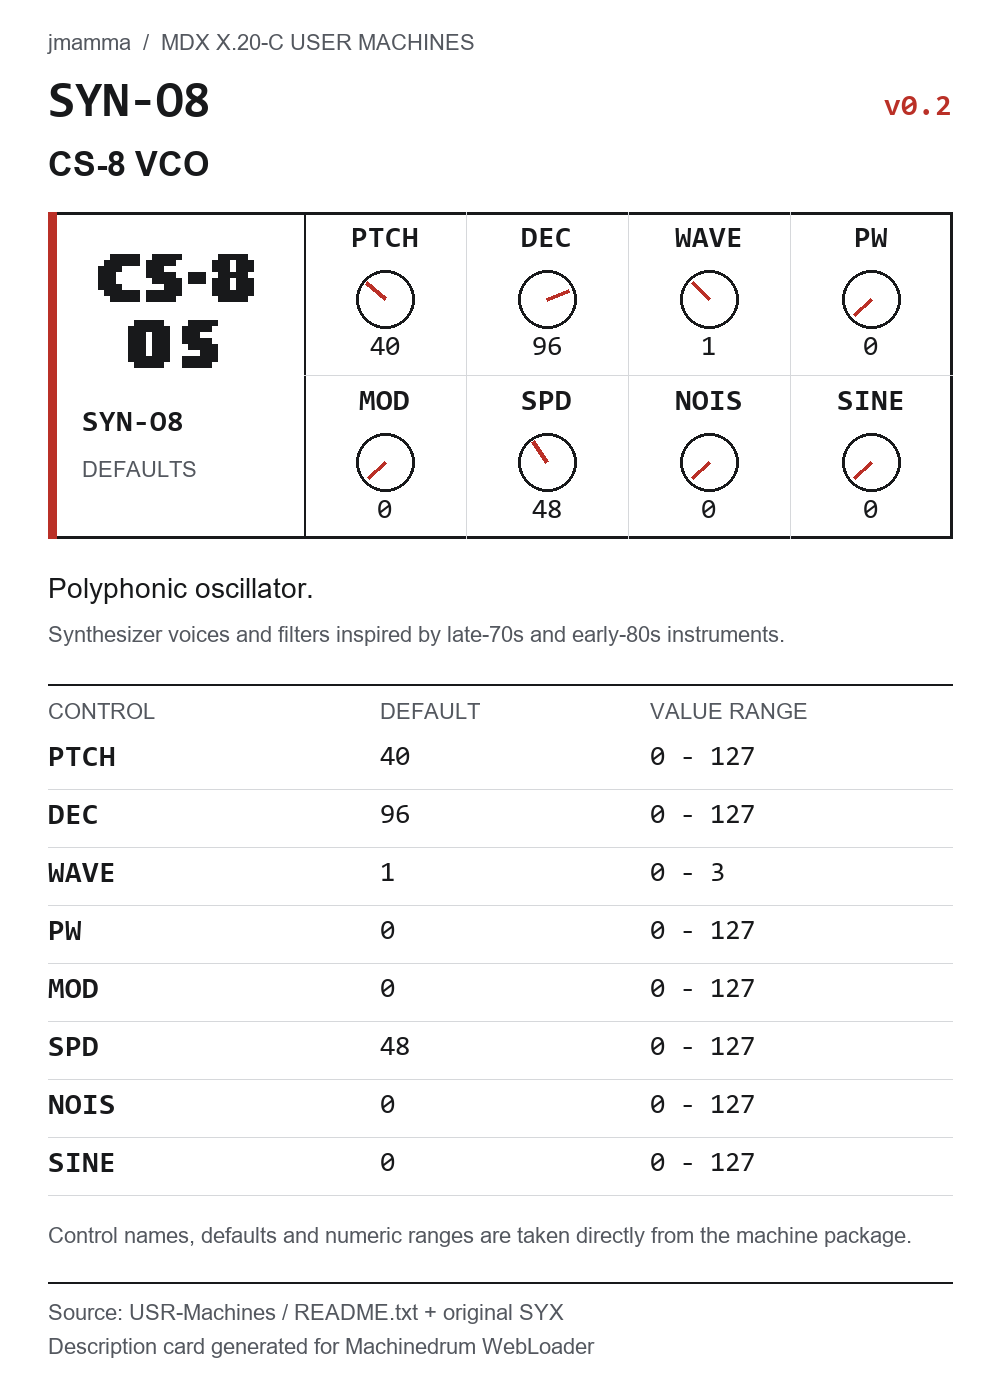 jmamma / MDX X.20-C USER MACHINES
SYN-O8
v0.2
CS-8 VCO
CS-8
OS
SYN-O8
DEFAULTS
PTCH DEC WAVE PW
40 96 1 0
MOD SPD NOIS SINE
0 48 0 0
Polyphonic oscillator.
Synthesizer voices and filters inspired by late-70s and early-80s instruments.
CONTROL DEFAULT VALUE RANGE
PTCH 40 0 - 127
DEC 96 0 - 127
WAVE 1 0 - 3
PW 0 0 - 127
MOD 0 0 - 127
SPD 48 0 - 127
NOIS 0 0 - 127
SINE 0 0 - 127
Control names, defaults and numeric ranges are taken directly from the machine package.
Source: USR-Machines / README.txt + original SYX
Description card generated for Machinedrum WebLoader